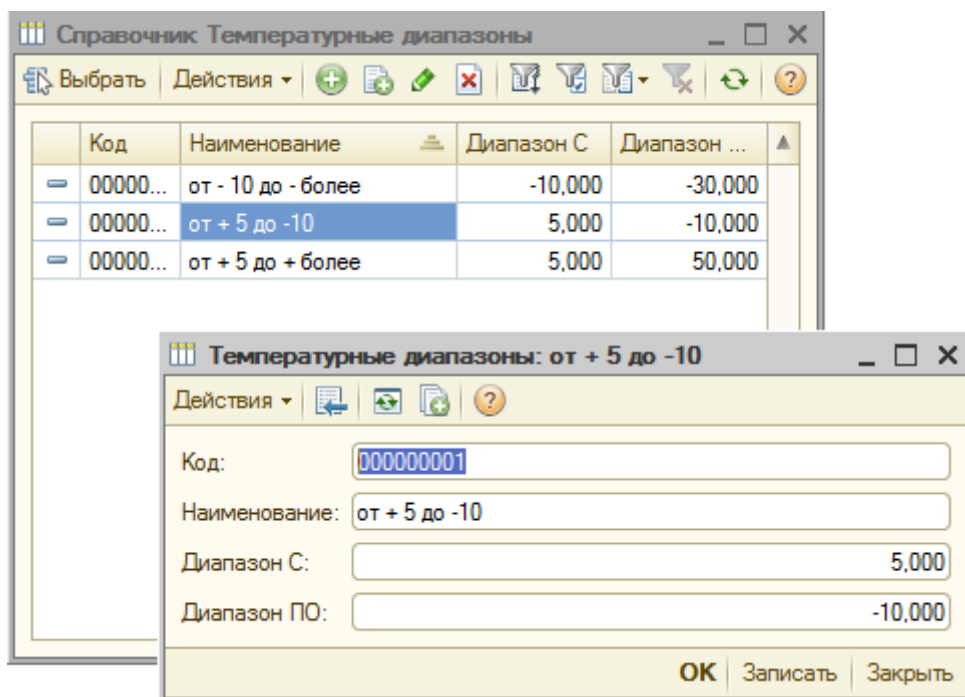 Справочник Температурные диапазоны
Выбрать Действия
Код Наименование Диапазон С Диапазон ...
00000... от - 10 до - более -10,000 -30,000
00000... от + 5 до -10 5,000 -10,000
00000... от + 5 до + более 5,000 50,000
Температурные диапазоны: от + 5 до -10
Действия
Код: 000000001
Наименование: от + 5 до -10
Диапазон С: 5,000
Диапазон ПО: -10,000
ОК Записать Закрыть